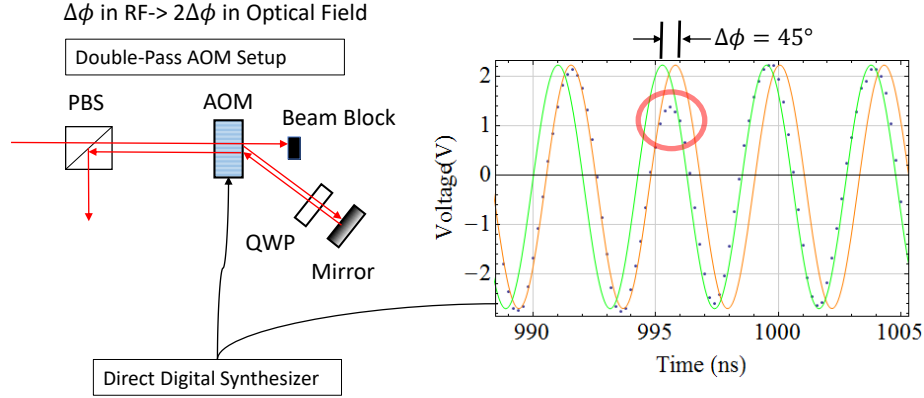 Δϕ in RF-> 2Δϕ in Optical Field
Double-Pass AOM Setup
PBS
AOM
Beam Block
QWP
Mirror
Direct Digital Synthesizer
Δϕ = 45°
Voltage(V)
2
1
0
−1
−2
990
995
1000
1005
Time (ns)